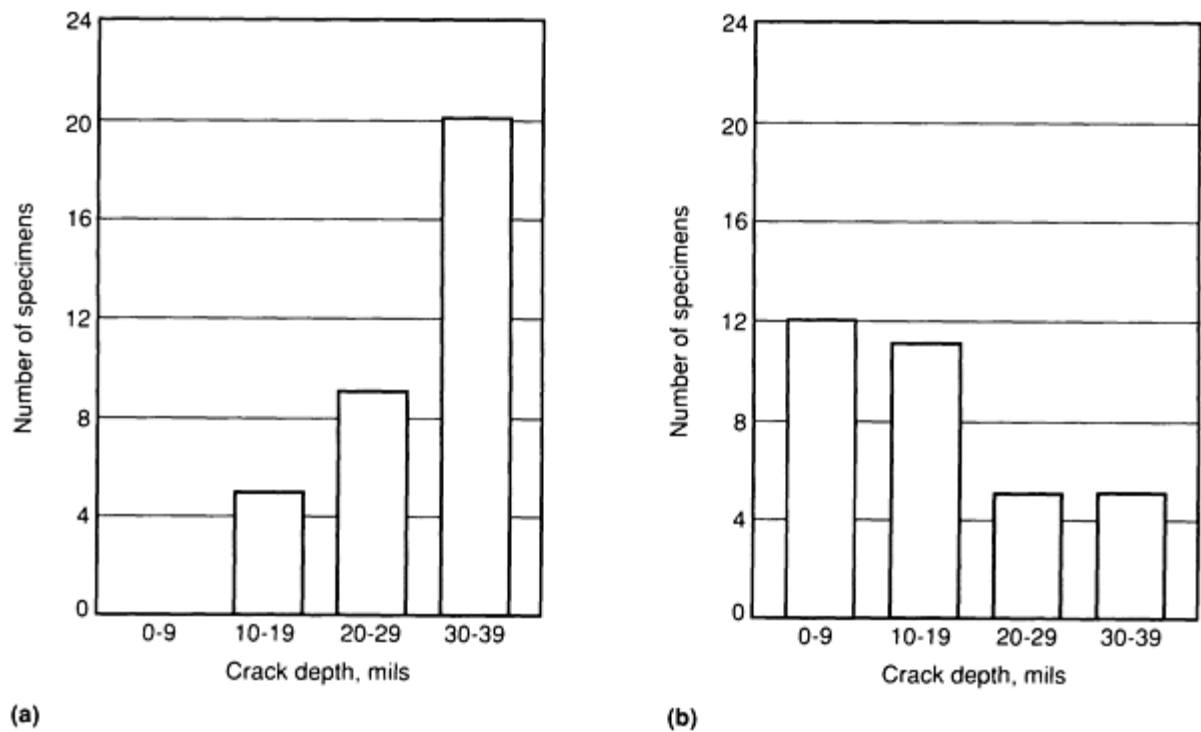 24
20
16
12
8
4
0
Number of specimens
0-9 10-19 20-29 30-39
Crack depth, mils
(a)
24
20
16
12
8
4
0
Number of specimens
0-9 10-19 20-29 30-39
Crack depth, mils
(b)